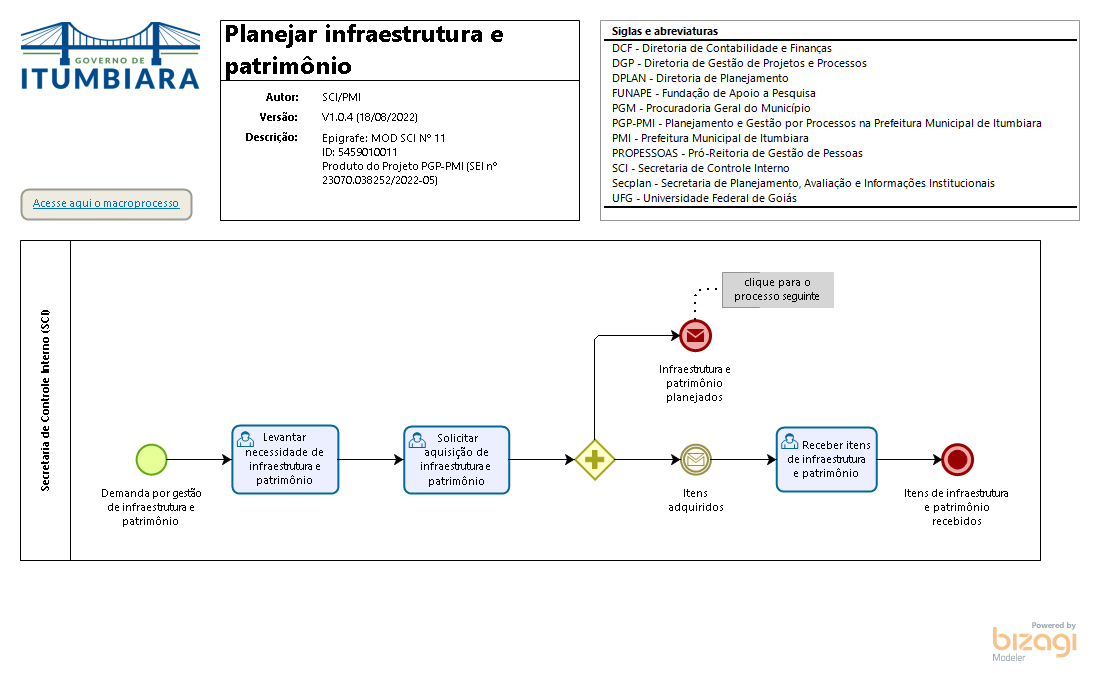 GOVERNO DE
ITUMBIARA
Acesse aqui o macroprocesso
Planejar infraestrutura e
patrimônio
Autor: SCI/PMI
Versão: V1.0.4 (18/08/2022)
Descrição: Epigrafe: MOD SCI Nº 11
ID: 5459010011
Produto do Projeto PGP-PMI (SEI nº
23070.038252/2022-05)
Siglas e abreviaturas
DCF - Diretoria de Contabilidade e Finanças
DGP - Diretoria de Gestão de Projetos e Processos
DPLAN - Diretoria de Planejamento
FUNAPE - Fundação de Apoio a Pesquisa
PGM - Procuradoria Geral do Município
PGP-PMI - Planejamento e Gestão por Processos na Prefeitura Municipal de Itumbiara
PMI - Prefeitura Municipal de Itumbiara
PROPESSOAS - Pró-Reitoria de Gestão de Pessoas
SCI - Secretaria de Controle Interno
Secplan - Secretaria de Planejamento, Avaliação e Informações Institucionais
UFG - Universidade Federal de Goiás
Secretaria de Controle Interno (SCI)
Demanda por gestão
de infraestrutura e
patrimônio
Levantar
necessidade de
infraestrutura e
patrimônio
Solicitar
aquisição de
infraestrutura e
patrimônio
clique para o
processo seguinte
Infraestrutura e
patrimônio
planejados
Itens
adquiridos
Receber itens
de infraestrutura
e patrimônio
Itens de infraestrutura
e patrimônio
recebidos
Powered by
bizagi
Modeler